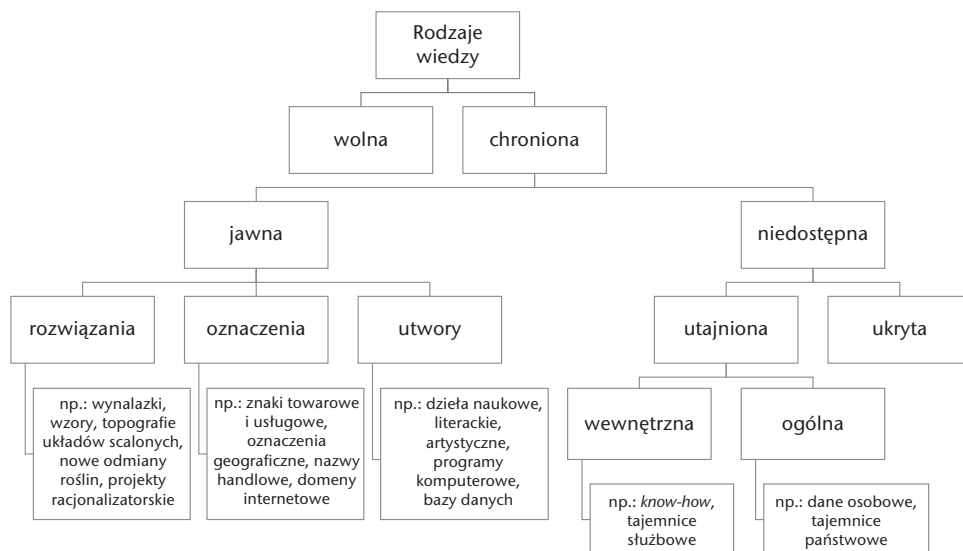 Rodzaje
wiedzy
wolna
chroniona
jawna
niedostępna
rozwiązania
oznaczenia
utwory
utajniona
ukryta
np.: wynalazki,
wzory, topografie
układów scalonych,
nowe odmiany
roślin, projekty
racjonalizatorskie
np.: znaki towarowe
i usługowe,
oznaczenia
geograficzne, nazwy
handlowe, domeny
internetowe
np.: dzieła naukowe,
literackie,
artystyczne,
programy
komputerowe,
bazy danych
wewnętrzna
ogólna
np.: know-how,
tajemnice
służbowe
np.: dane osobowe,
tajemnice
państwowe